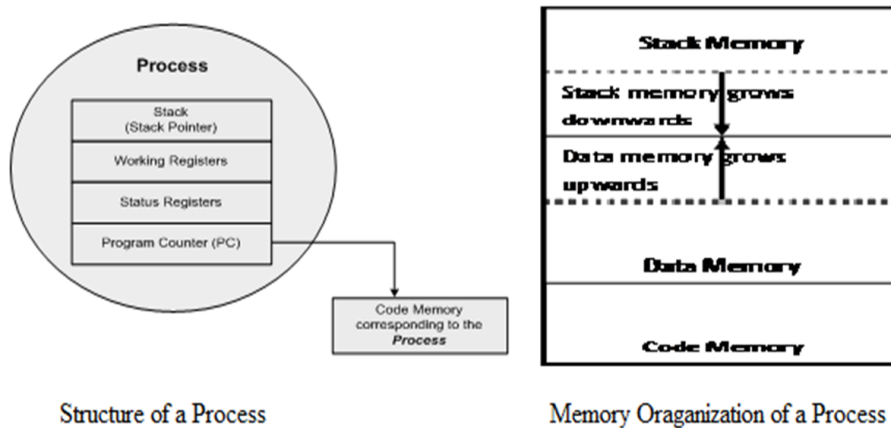 Process
Stack
(Stack Pointer)
Working Registers
Status Registers
Program Counter (PC)
Code Memory
corresponding to the
Process
Structure of a Process
Stack Memory
Stack memory grows
downwards
Data memory grows
upwards
Data Memory
Code Memory
Memory Oraganization of a Process